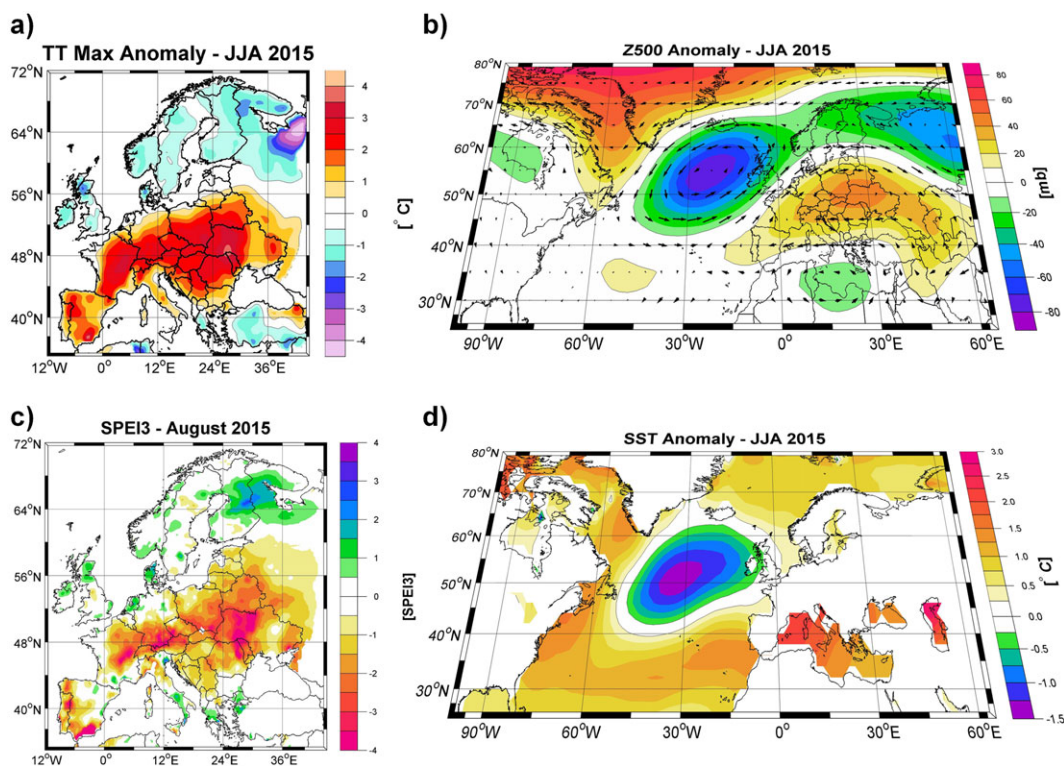 a)
TT Max Anomaly - JJA 2015
72°N
64°N
56°N
48°N
40°N
12°W
0°
12°E
24°E
36°E
4
3
2
1
0
-1
-2
-3
-4
[°C]
b)
Z500 Anomaly - JJA 2015
80°N
70°N
60°N
50°N
40°N
30°N
90°W
60°W
30°W
0°
30°E
60°E
80
60
40
20
0
-20
-40
-60
-80
[mb]
c)
SPEI3 - August 2015
72°N
64°N
56°N
48°N
40°N
12°W
0°
12°E
24°E
36°E
4
3
2
1
0
-1
-2
-3
-4
[SPEI3]
d)
SST Anomaly - JJA 2015
80°N
70°N
60°N
50°N
40°N
30°N
90°W
60°W
30°W
0°
30°E
60°E
3.0
2.5
2.0
1.5
1.0
0.5
0.0
-0.5
-1.0
-1.5
[°C]